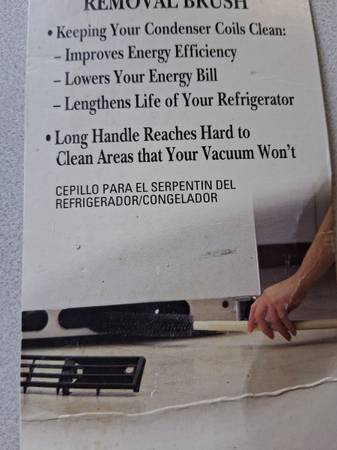 REMOVAL BRUSH
• Keeping Your Condenser Coils Clean:
– Improves Energy Efficiency
– Lowers Your Energy Bill
– Lengthens Life of Your Refrigerator
• Long Handle Reaches Hard to
Clean Areas that Your Vacuum Won't
CEPILLO PARA EL SERPENTIN DEL
REFRIGERADOR/CONGELADOR